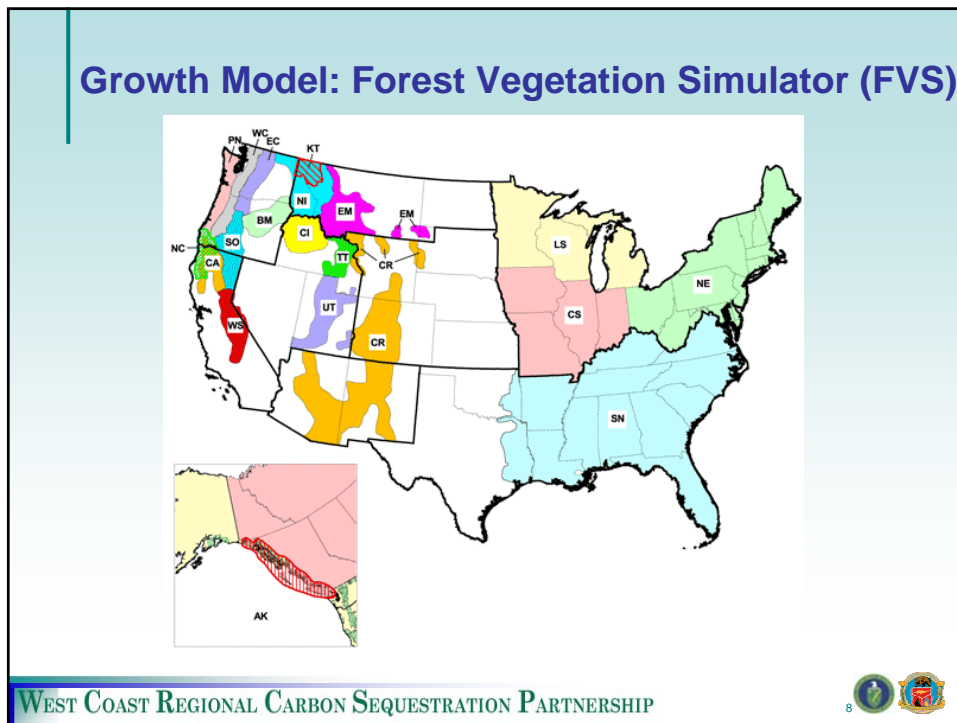 Growth Model: Forest Vegetation Simulator (FVS)
PN
WC
EC
KT
NI
EM
EM
BM
CI
SO
NC
CA
TT
CR
WS
UT
CR
LS
CS
NE
SN
AK
WEST COAST REGIONAL CARBON SEQUESTRATION PARTNERSHIP
8